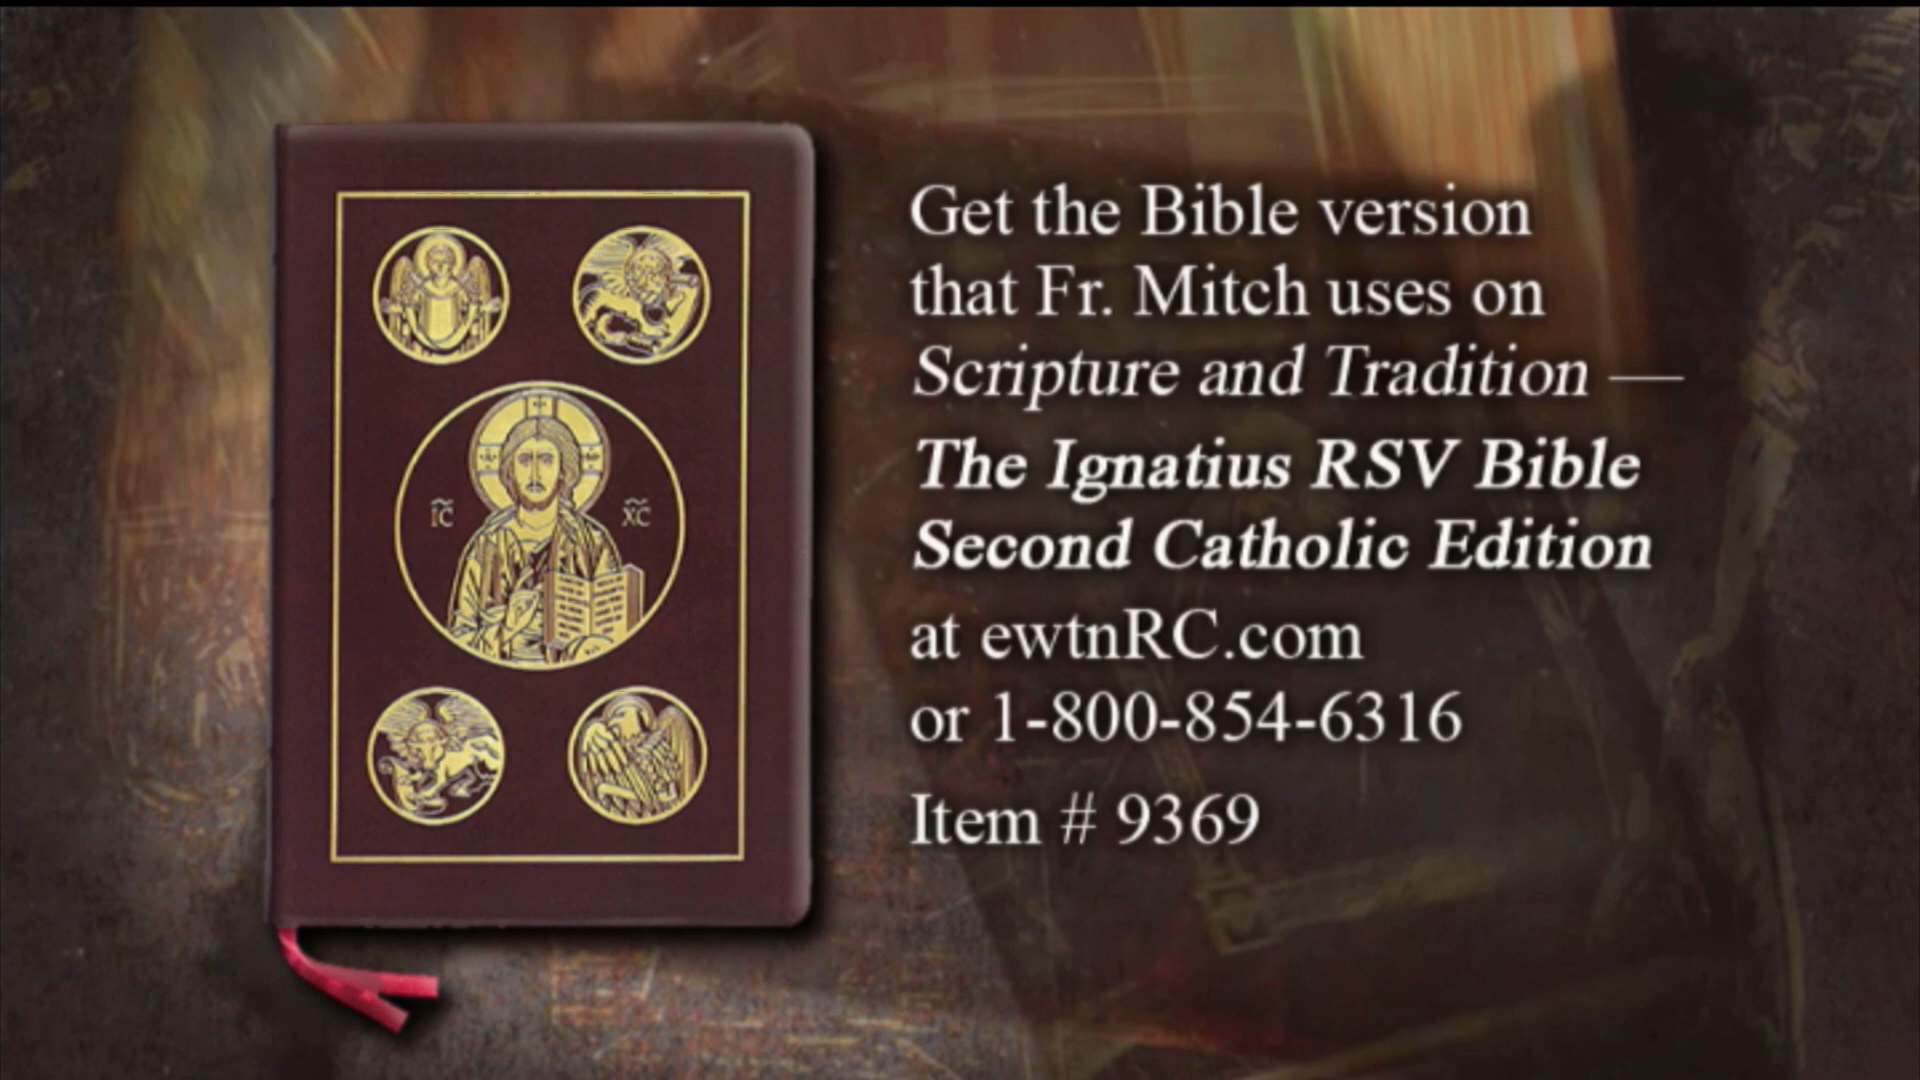 Get the Bible version
that Fr. Mitch uses on
Scripture and Tradition —
The Ignatius RSV Bible
Second Catholic Edition
at ewtnRC.com
or 1-800-854-6316
Item # 9369
IC XC